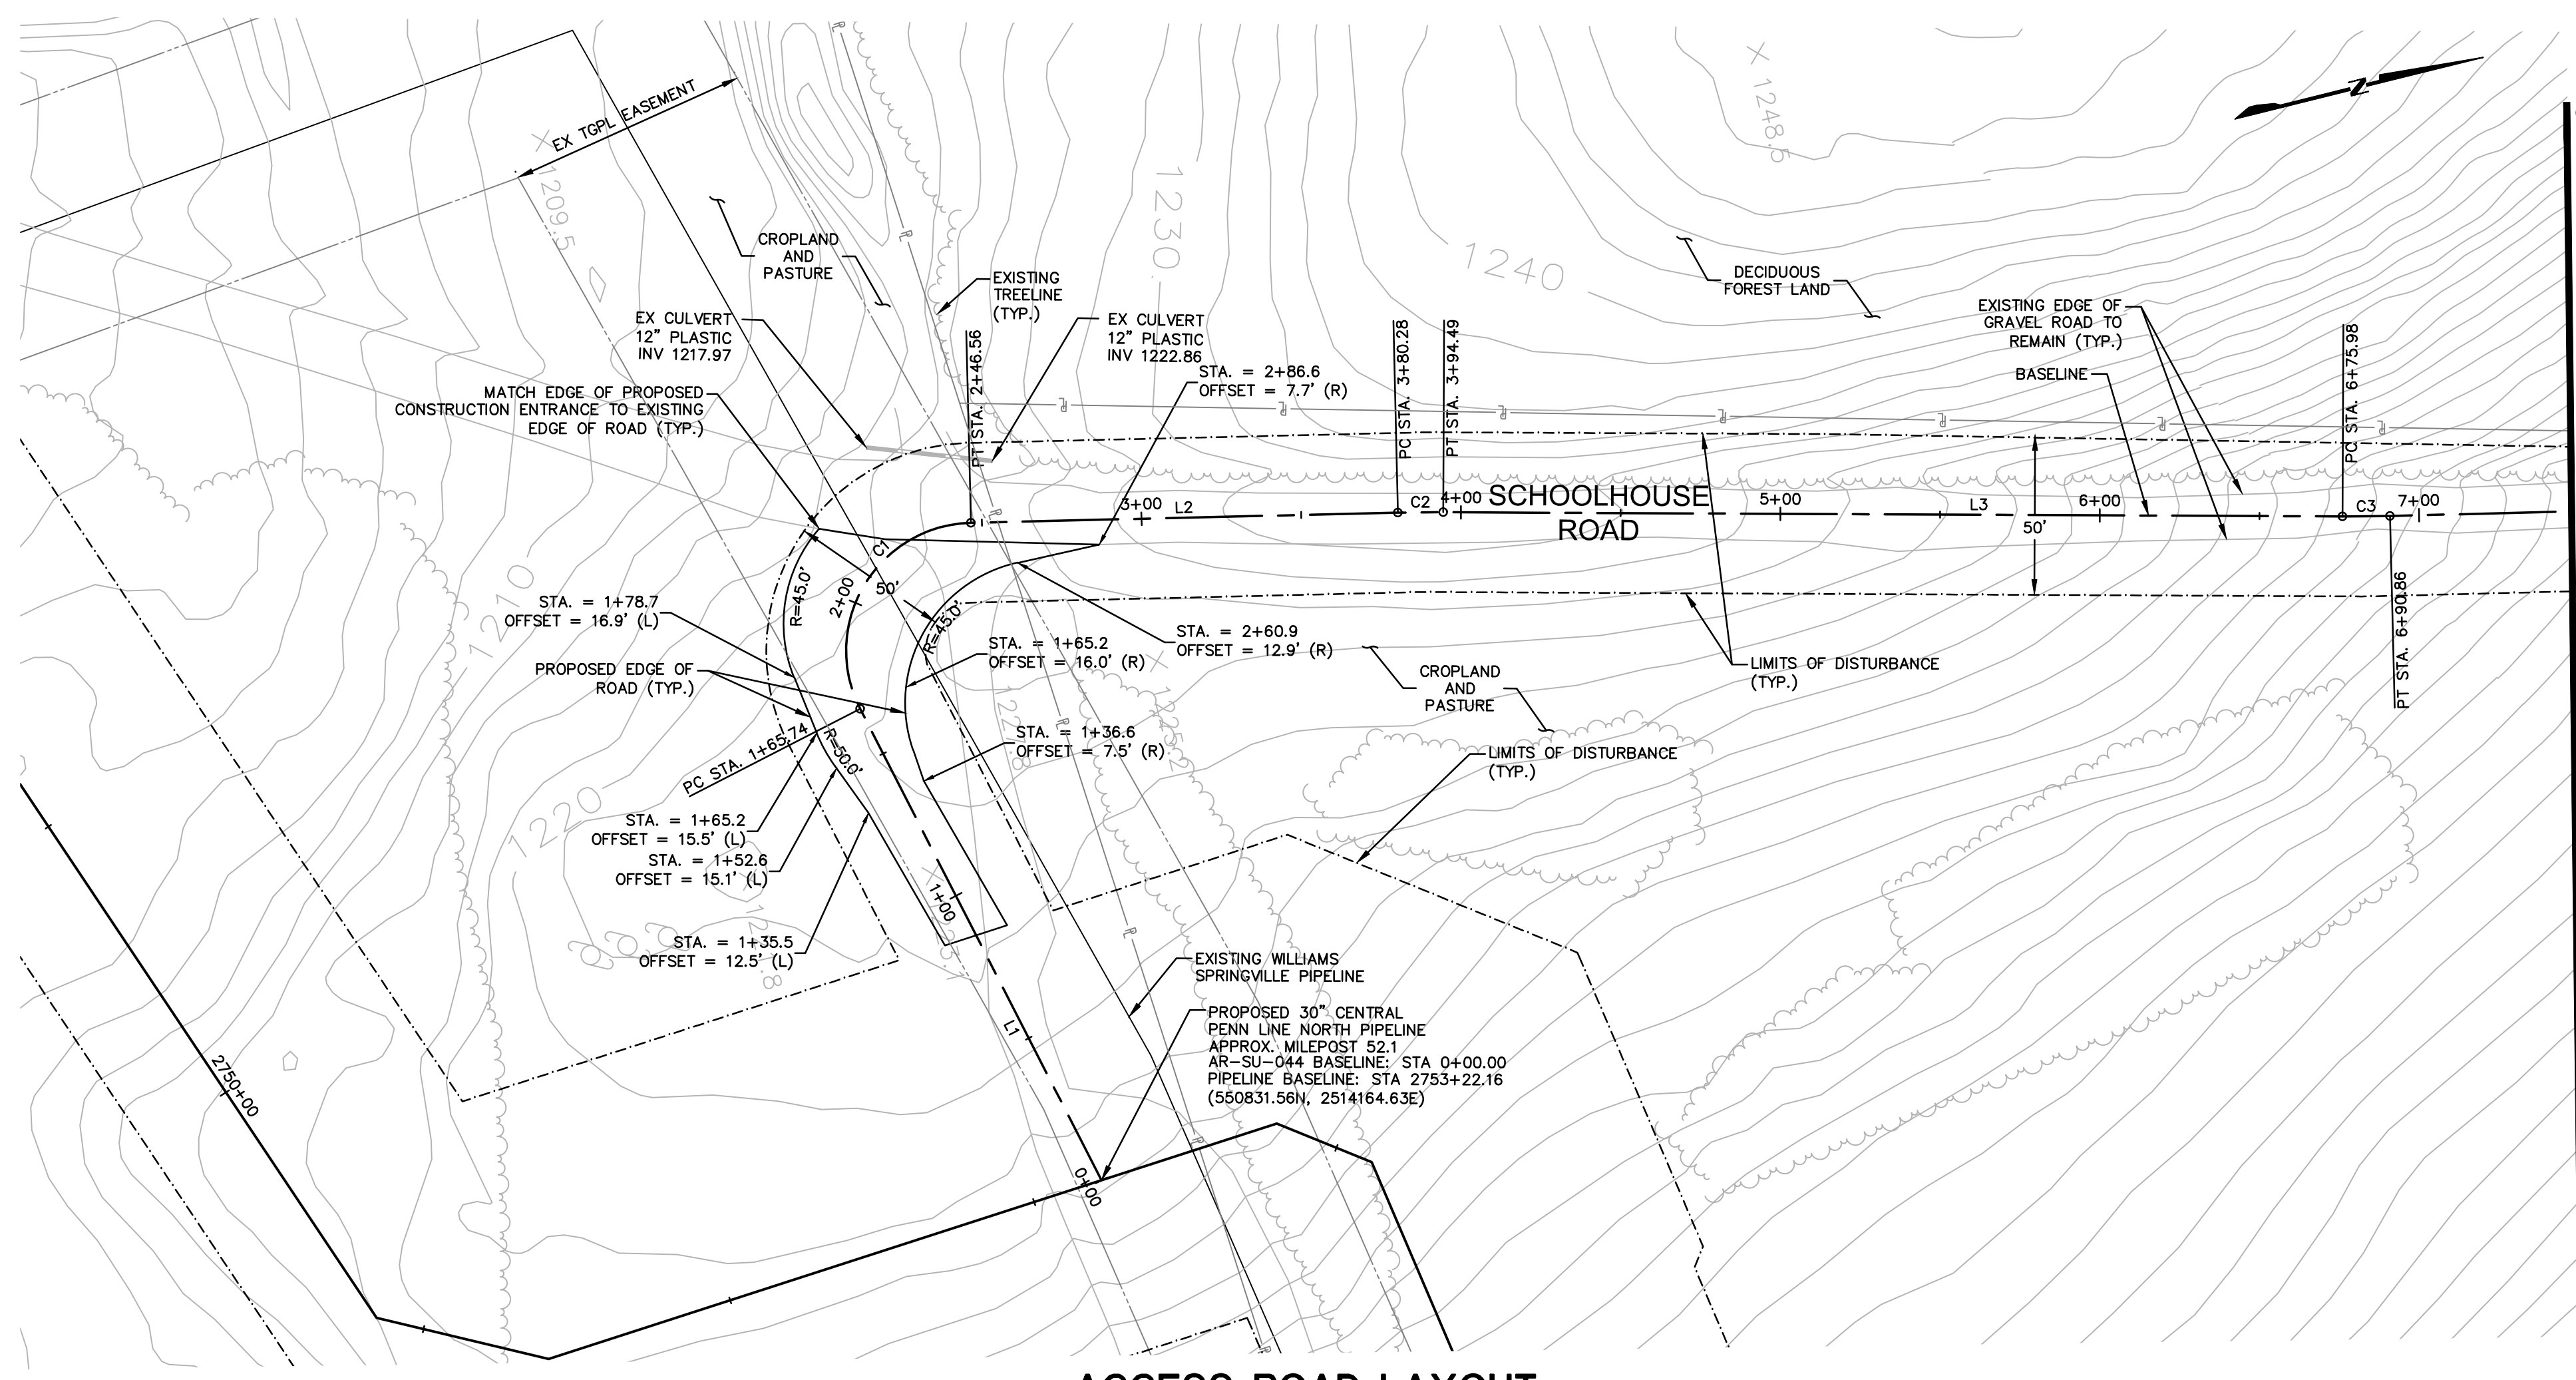 EX TGPL EASEMENT
1209.5
1248.5
N
1230
1240
CROPLAND
AND
PASTURE
EXISTING
TREELINE
(TYP.)
DECIDUOUS
FOREST LAND
EX CULVERT
12" PLASTIC
INV 1217.97
EX CULVERT
12" PLASTIC
INV 1222.86
EXISTING EDGE OF
GRAVEL ROAD TO
REMAIN (TYP.)
BASELINE
STA. = 2+86.6
OFFSET = 7.7' (R)
MATCH EDGE OF PROPOSED
CONSTRUCTION ENTRANCE TO EXISTING
EDGE OF ROAD (TYP.)
PT STA. 2+46.56
PC STA. 3+80.28
PT STA. 3+94.49
PC STA. 6+75.98
PT STA. 6+90.86
3+00
L2
C2
4+00
SCHOOLHOUSE
ROAD
5+00
L3
6+00
C3
7+00
50'
C1
2+00
50'
R=45.0'
R=45.0'
R=50.0'
1210
STA. = 1+78.7
OFFSET = 16.9' (L)
PROPOSED EDGE OF
ROAD (TYP.)
STA. = 1+65.2
OFFSET = 16.0' (R)
STA. = 2+60.9
OFFSET = 12.9' (R)
LIMITS OF DISTURBANCE
(TYP.)
CROPLAND
AND
PASTURE
STA. = 1+36.6
OFFSET = 7.5' (R)
LIMITS OF DISTURBANCE
(TYP.)
PC STA. 1+65.74
1220
STA. = 1+65.2
OFFSET = 15.5' (L)
STA. = 1+52.6
OFFSET = 15.1' (L)
1+00
STA. = 1+35.5
OFFSET = 12.5' (L)
EXISTING WILLIAMS
SPRINGVILLE PIPELINE
L1
PROPOSED 30" CENTRAL
PENN LINE NORTH PIPELINE
APPROX. MILEPOST 52.1
AR-SU-044 BASELINE: STA 0+00.00
PIPELINE BASELINE: STA 2753+22.16
(550831.56N, 2514164.63E)
2750+00
0+00
ACCESS ROAD LAYOUT